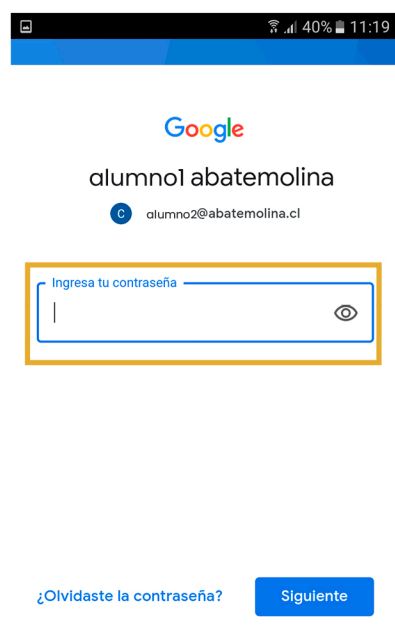 40% 11:19
Google
alumno1 abatemolina
C alumno2@abatemolina.cl
Ingresa tu contraseña
¿Olvidaste la contraseña? Siguiente